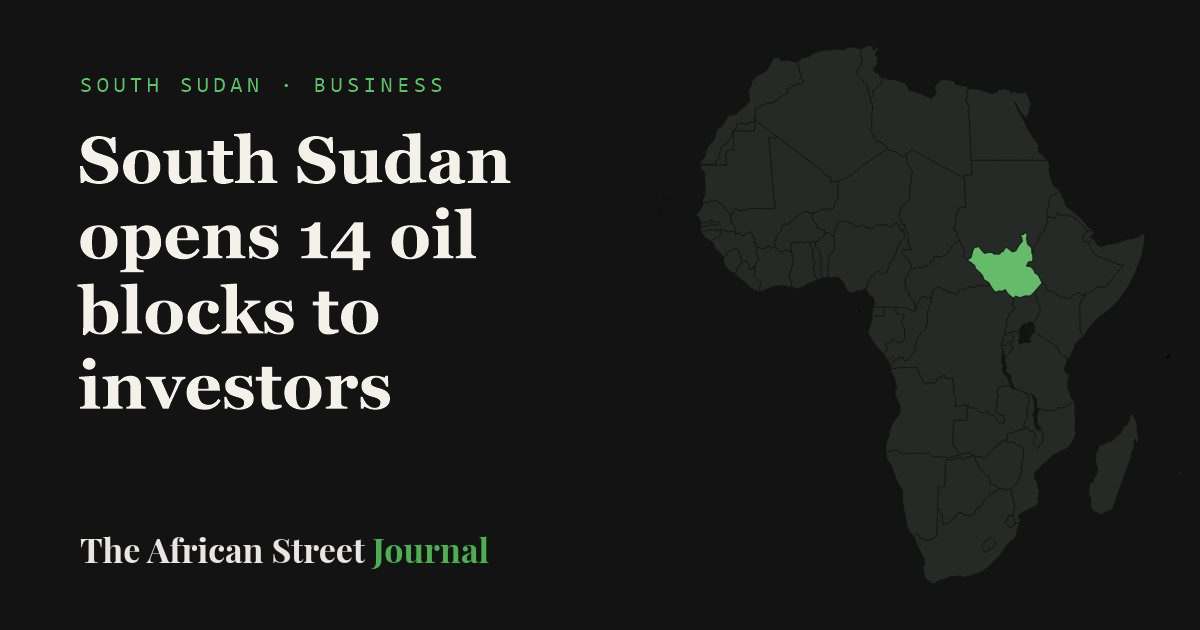 SOUTH SUDAN · BUSINESS
South Sudan
opens 14 oil
blocks to
investors
The African Street Journal